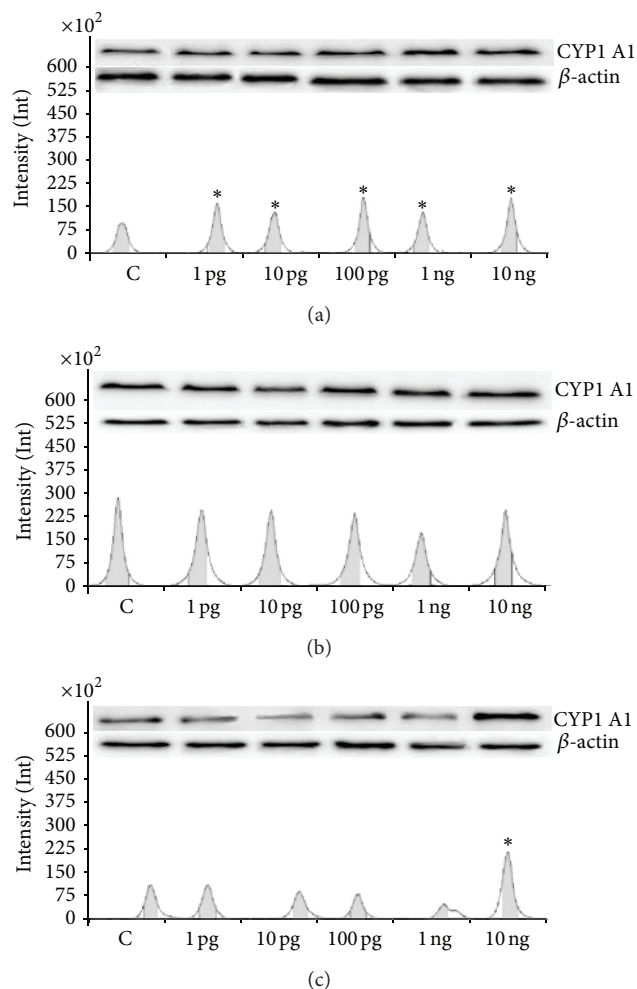 ×10²
CYP1 A1
β-actin
600
525
450
375
300
225
150
75
0
Intensity (Int)
* * * * *
C 1 pg 10 pg 100 pg 1 ng 10 ng
(a)
×10²
CYP1 A1
β-actin
600
525
450
375
300
225
150
75
0
Intensity (Int)
C 1 pg 10 pg 100 pg 1 ng 10 ng
(b)
×10²
CYP1 A1
β-actin
600
525
450
375
300
225
150
75
0
Intensity (Int)
*
C 1 pg 10 pg 100 pg 1 ng 10 ng
(c)